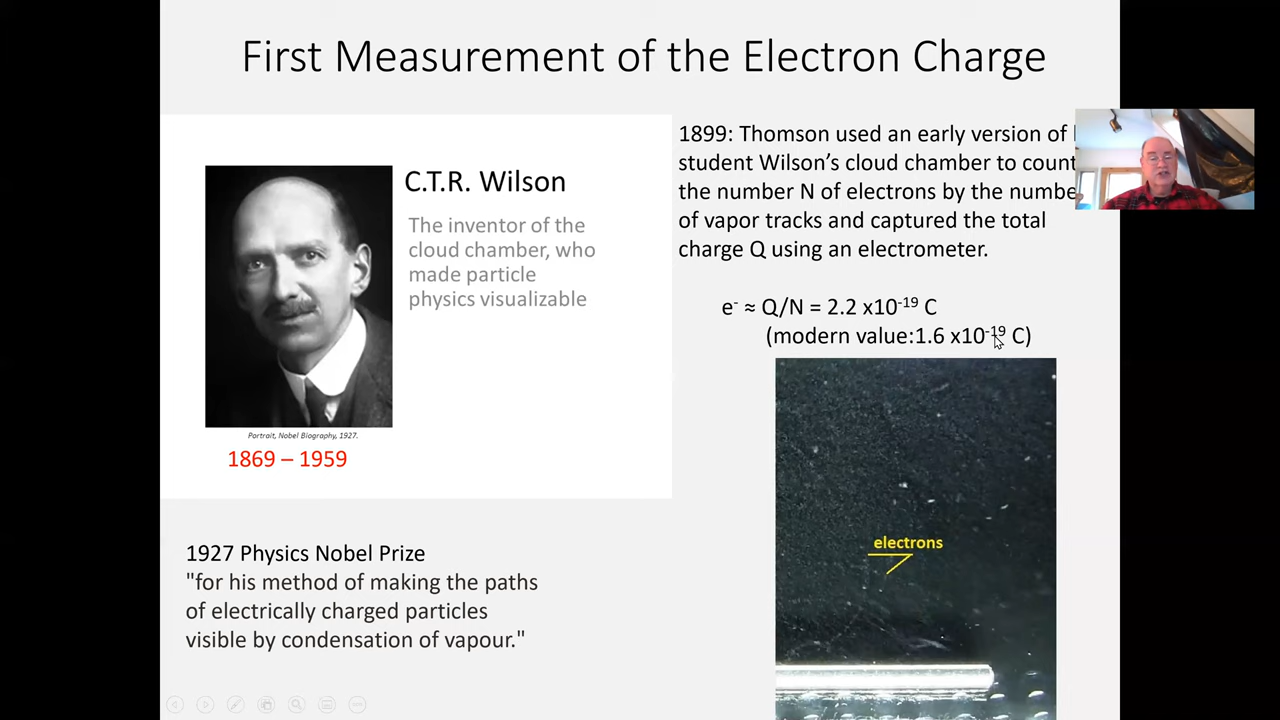 First Measurement of the Electron Charge
C.T.R. Wilson
The inventor of the
cloud chamber, who
made particle
physics visualizable
Portrait, Nobel Biography, 1927.
1869 – 1959
1927 Physics Nobel Prize
"for his method of making the paths
of electrically charged particles
visible by condensation of vapour."
1899: Thomson used an early version of
student Wilson's cloud chamber to count
the number N of electrons by the
of vapor tracks and captured the total
charge Q using an electrometer.
e⁻ ≈ Q/N = 2.2 x10⁻¹⁹ C
(modern value:1.6 x10⁻¹⁹ C)
electrons